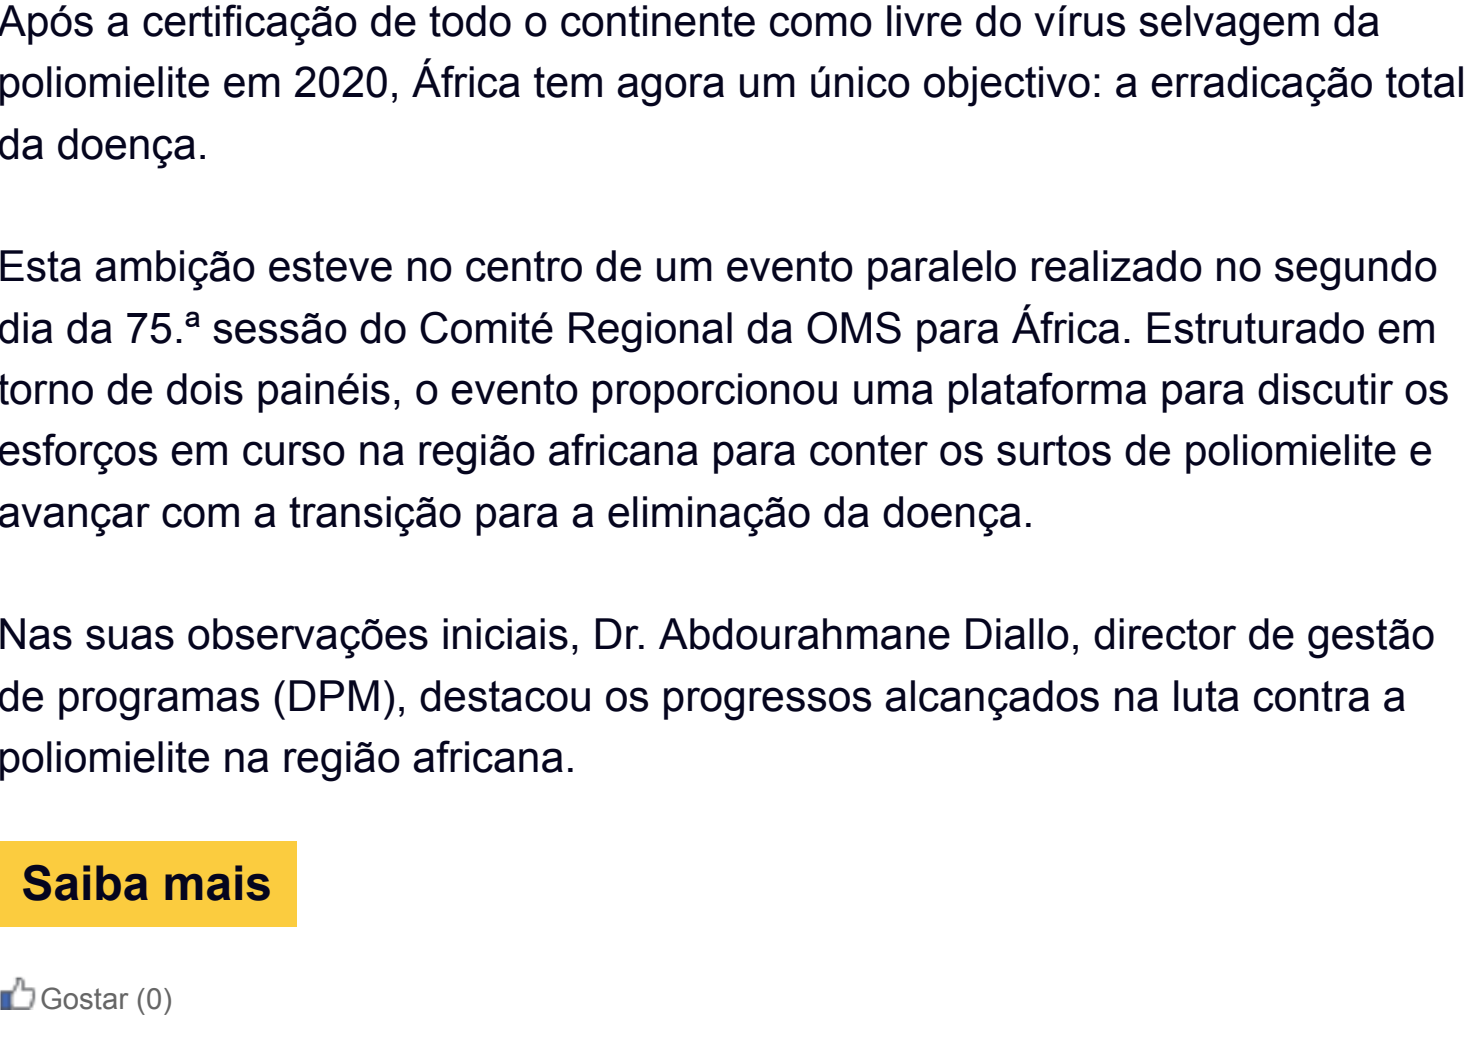 Após a certificação de todo o continente como livre do vírus selvagem da
poliomielite em 2020, África tem agora um único objectivo: a erradicação total
da doença.
Esta ambição esteve no centro de um evento paralelo realizado no segundo
dia da 75.ª sessão do Comité Regional da OMS para África. Estruturado em
torno de dois painéis, o evento proporcionou uma plataforma para discutir os
esforços em curso na região africana para conter os surtos de poliomielite e
avançar com a transição para a eliminação da doença.
Nas suas observações iniciais, Dr. Abdourahmane Diallo, director de gestão
de programas (DPM), destacou os progressos alcançados na luta contra a
poliomielite na região africana.
Saiba mais
Gostar (0)